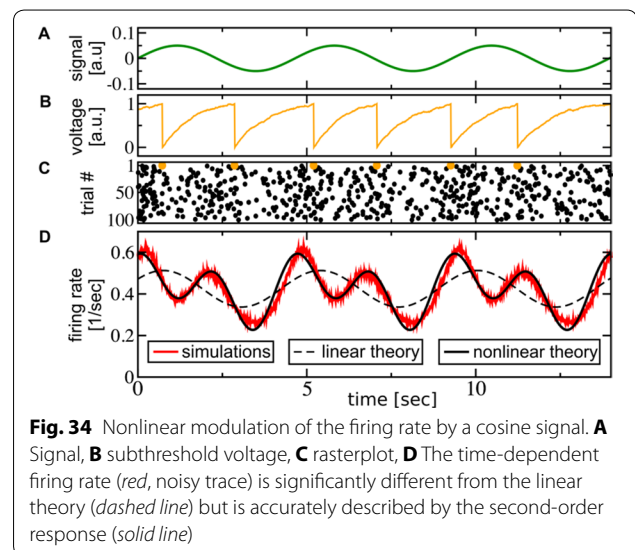 A
signal
[a.u]
0.1
0
-0.1
B
voltage
[a.u.]
1
0
C
trial #
1
50
100
D
firing rate
[1/sec]
0.6
0.4
0.2
0
simulations
linear theory
nonlinear theory
0
5
10
time [sec]
Fig. 34 Nonlinear modulation of the firing rate by a cosine signal. A
Signal, B subthreshold voltage, C rasterplot, D The time-dependent
firing rate (red, noisy trace) is significantly different from the linear
theory (dashed line) but is accurately described by the second-order
response (solid line)